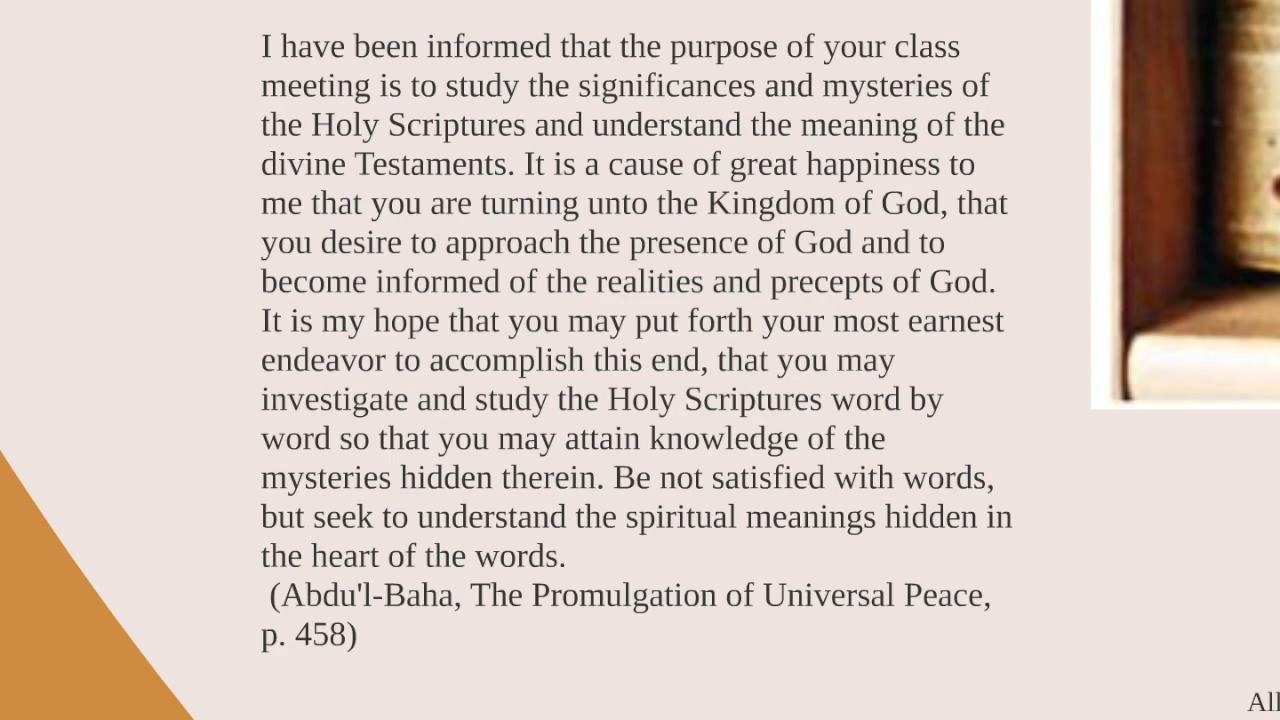 I have been informed that the purpose of your class
meeting is to study the significances and mysteries of
the Holy Scriptures and understand the meaning of the
divine Testaments. It is a cause of great happiness to
me that you are turning unto the Kingdom of God, that
you desire to approach the presence of God and to
become informed of the realities and precepts of God.
It is my hope that you may put forth your most earnest
endeavor to accomplish this end, that you may
investigate and study the Holy Scriptures word by
word so that you may attain knowledge of the
mysteries hidden therein. Be not satisfied with words,
but seek to understand the spiritual meanings hidden in
the heart of the words.
(Abdu'l-Baha, The Promulgation of Universal Peace,
p. 458)
All